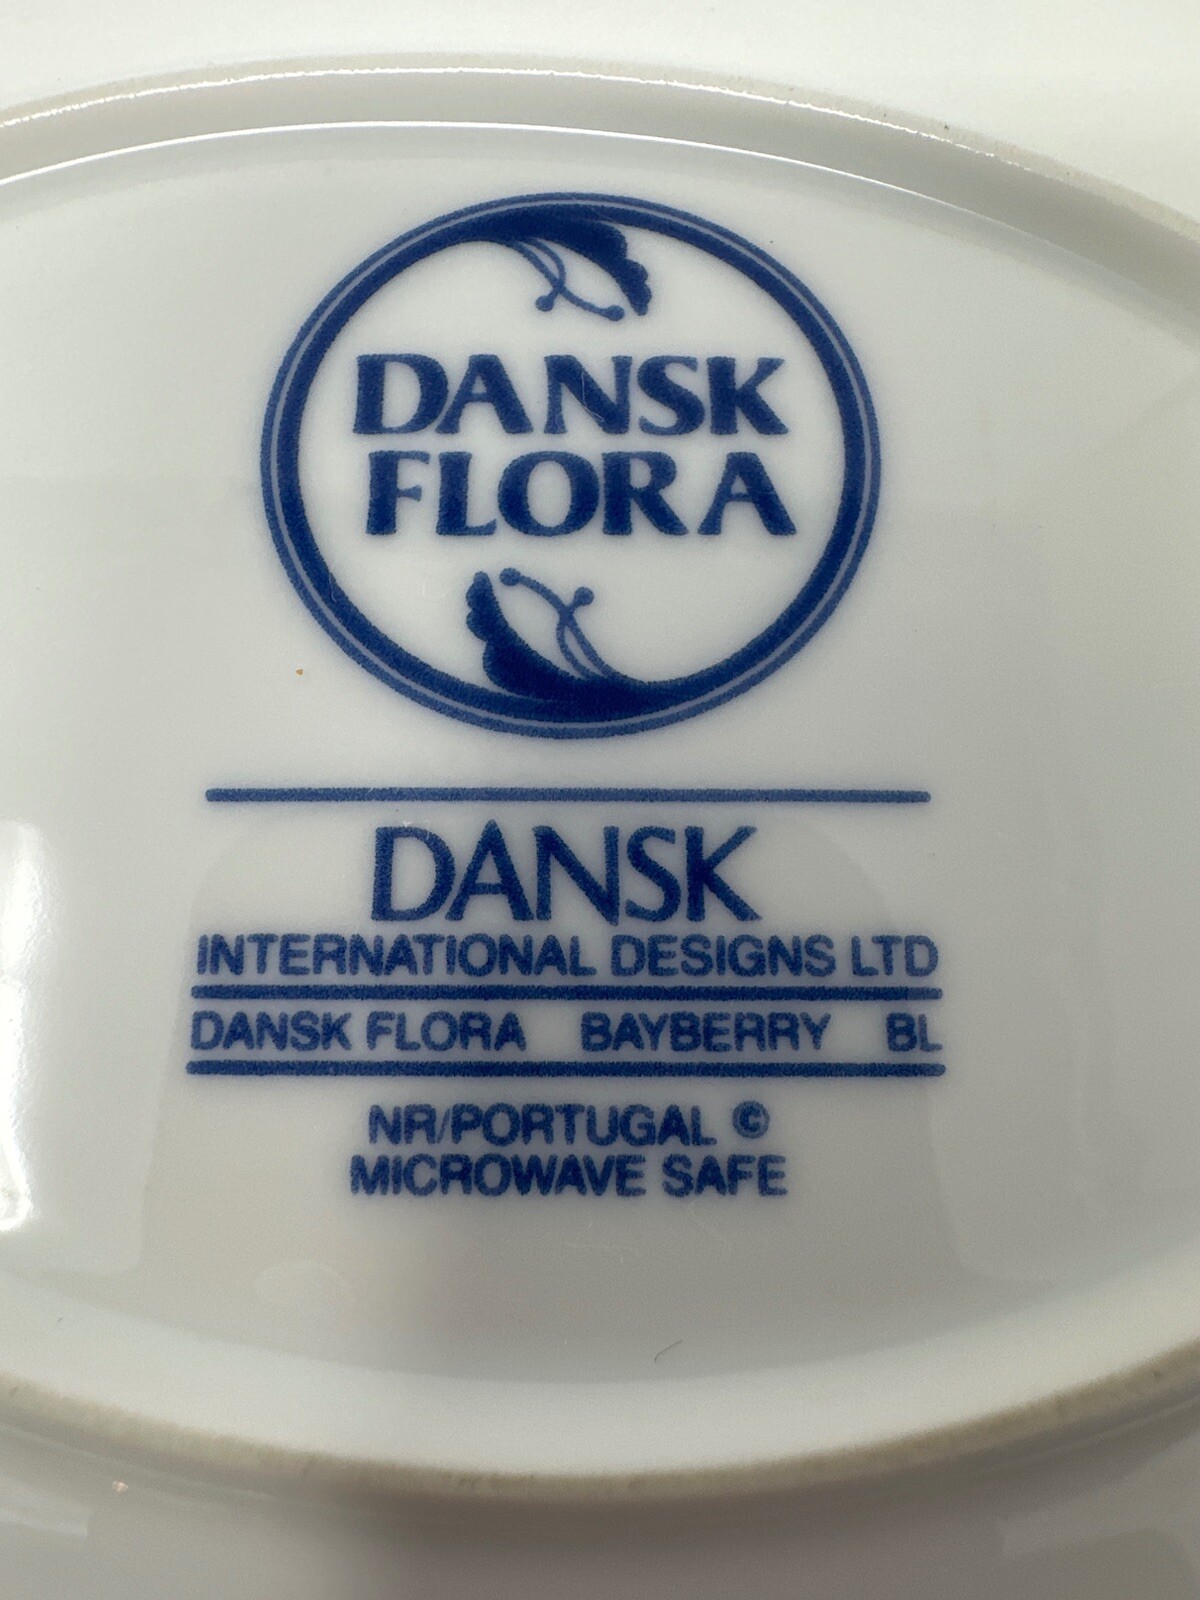 DANSK
FLORA
DANSK
INTERNATIONAL DESIGNS LTD
DANSK FLORA BAYBERRY BL
NR/PORTUGAL ©
MICROWAVE SAFE